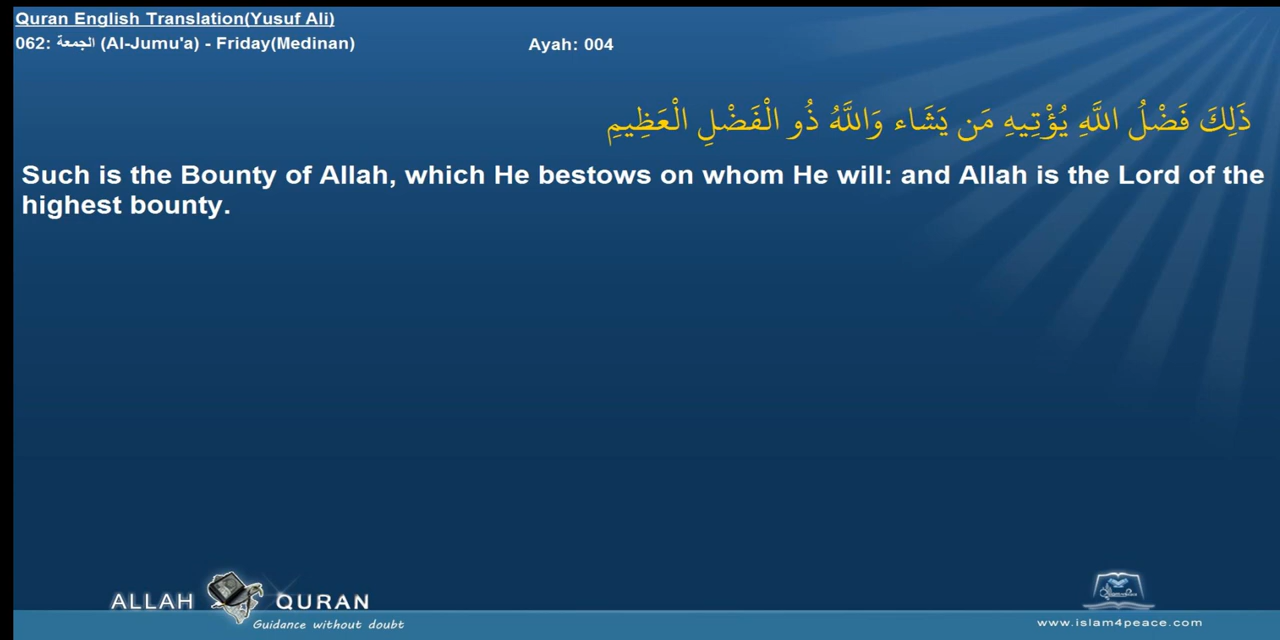 Quran English Translation(Yusuf Ali)
062: الجمعة (Al-Jumu'a) - Friday(Medinan) Ayah: 004
ذَلِكَ فَضْلُ اللَّهِ يُؤْتِيهِ مَن يَشَاء وَاللَّهُ ذُو الْفَضْلِ الْعَظِيمِ
Such is the Bounty of Allah, which He bestows on whom He will: and Allah is the Lord of the
highest bounty.
ALLAH QURAN
Guidance without doubt
www.islam4peace.com